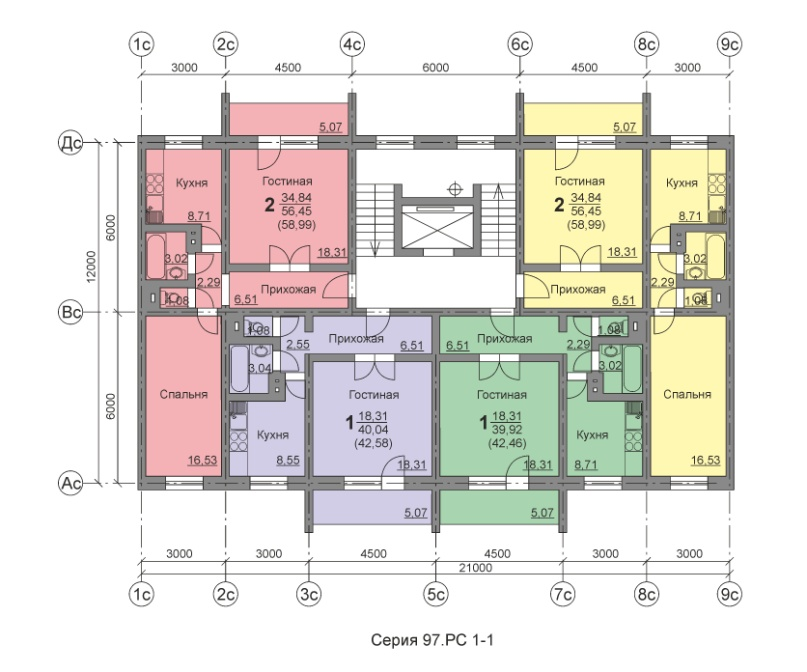 1с 2с 4с 6с 8с 9с
3000 4500 6000 4500 3000
5,07 5,07
Дс
Кухня Гостиная Гостиная Кухня
2 34,84 2 34,84
56,45 56,45
8,71 (58,99) (58,99) 8,71
18,31 18,31
6000
12000
3,02 3,02
2,29 Прихожая Прихожая 2,29
1,08 6,51 6,51 1,08
Вс
1,08 Прихожая Прихожая 1,08
2,55 6,51 6,51 2,29
3,04 3,02
Спальня Гостиная Гостиная Спальня
6000
1 18,31 1 18,31
Кухня 40,04 39,92 Кухня
(42,58) (42,46)
16,53 8,55 18,31 18,31 8,71 16,53
Ас
5,07 5,07
3000 3000 4500 4500 3000 3000
21000
1с 2с 3с 5с 7с 8с 9с
Серия 97.РС 1-1